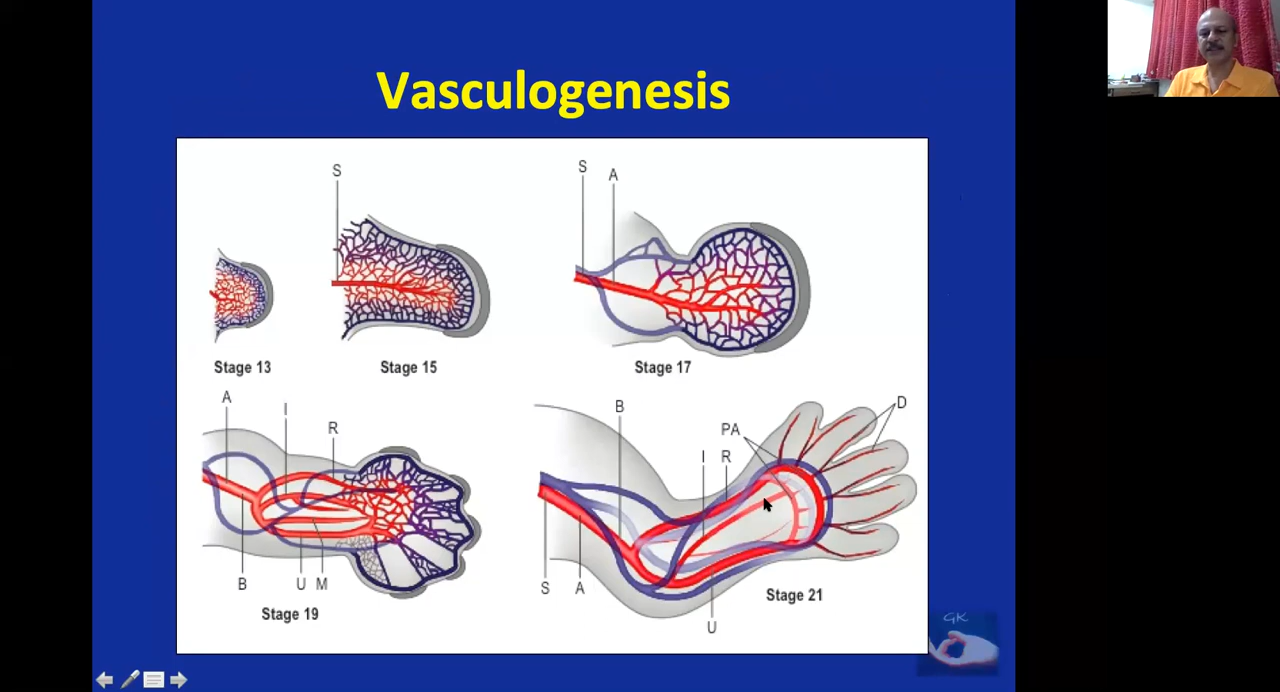 Vasculogenesis
S
S
A
Stage 13
Stage 15
Stage 17
A
I
R
B
U
M
Stage 19
B
PA
I
R
D
S
A
U
Stage 21
GK